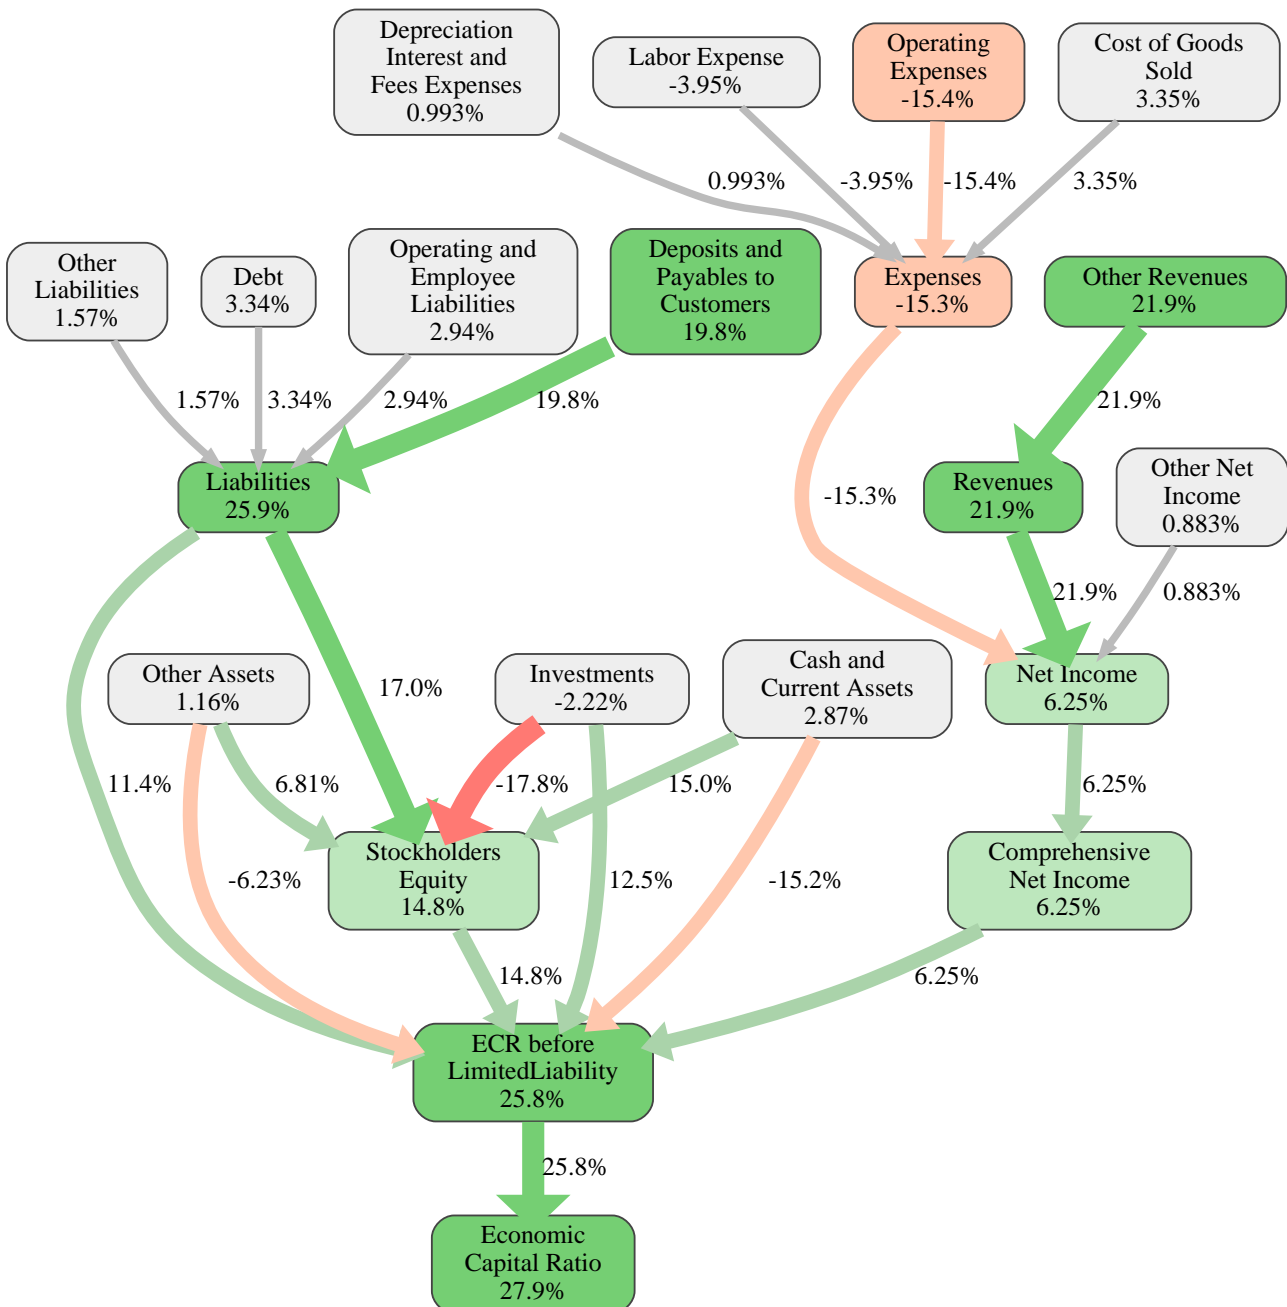 Depreciation
Interest and
Fees Expenses
0.993%
Labor Expense
-3.95%
Operating
Expenses
-15.4%
Cost of Goods
Sold
3.35%
0.993%
-3.95%
-15.4%
3.35%
Other
Liabilities
1.57%
Debt
3.34%
Operating and
Employee
Liabilities
2.94%
Deposits and
Payables to
Customers
19.8%
Expenses
-15.3%
Other Revenues
21.9%
1.57%
3.34%
2.94%
19.8%
21.9%
Liabilities
25.9%
-15.3%
Revenues
21.9%
Other Net
Income
0.883%
21.9%
0.883%
Other Assets
1.16%
17.0%
Investments
-2.22%
Cash and
Current Assets
2.87%
Net Income
6.25%
11.4%
6.81%
-17.8%
15.0%
6.25%
-6.23%
Stockholders
Equity
14.8%
12.5%
-15.2%
Comprehensive
Net Income
6.25%
14.8%
6.25%
ECR before
LimitedLiability
25.8%
25.8%
Economic
Capital Ratio
27.9%